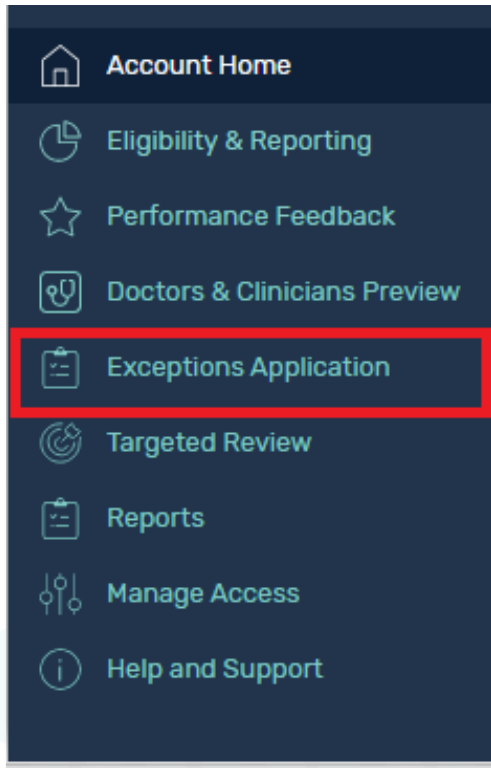 Account Home
Eligibility & Reporting
Performance Feedback
Doctors & Clinicians Preview
Exceptions Application
Targeted Review
Reports
Manage Access
Help and Support